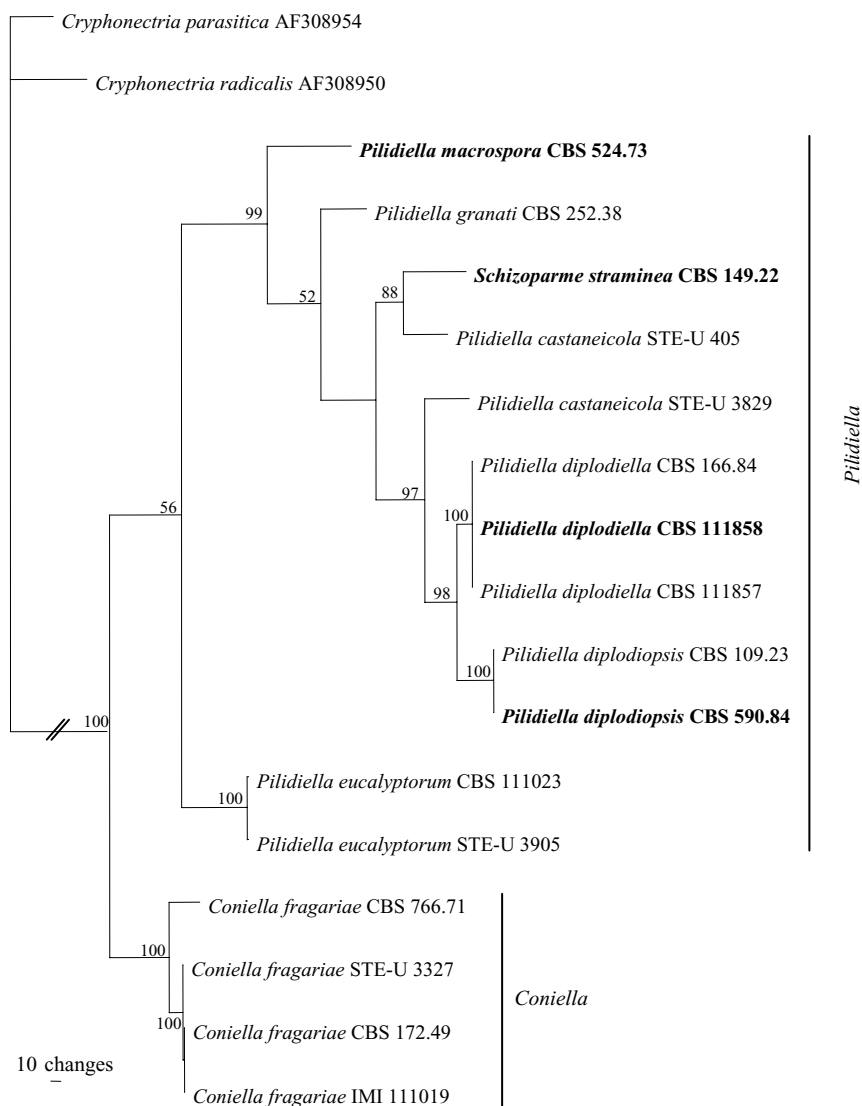 Cryphonectria parasitica AF308954
Cryphonectria radicalis AF308950
Pilidiella macrospora CBS 524.73
99
Pilidiella granati CBS 252.38
Schizoparme straminea CBS 149.22
52
88
Pilidiella castaneicola STE-U 405
Pilidiella castaneicola STE-U 3829
Pilidiella
Pilidiella diplodiella CBS 166.84
97
56
100
Pilidiella diplodiella CBS 111858
Pilidiella diplodiella CBS 111857
98
Pilidiella diplodiopsis CBS 109.23
100
Pilidiella diplodiopsis CBS 590.84
100
Pilidiella eucalyptorum CBS 111023
100
Pilidiella eucalyptorum STE-U 3905
Coniella fragariae CBS 766.71
100
Coniella fragariae STE-U 3327
Coniella
100
Coniella fragariae CBS 172.49
10 changes
Coniella fragariae IMI 111019